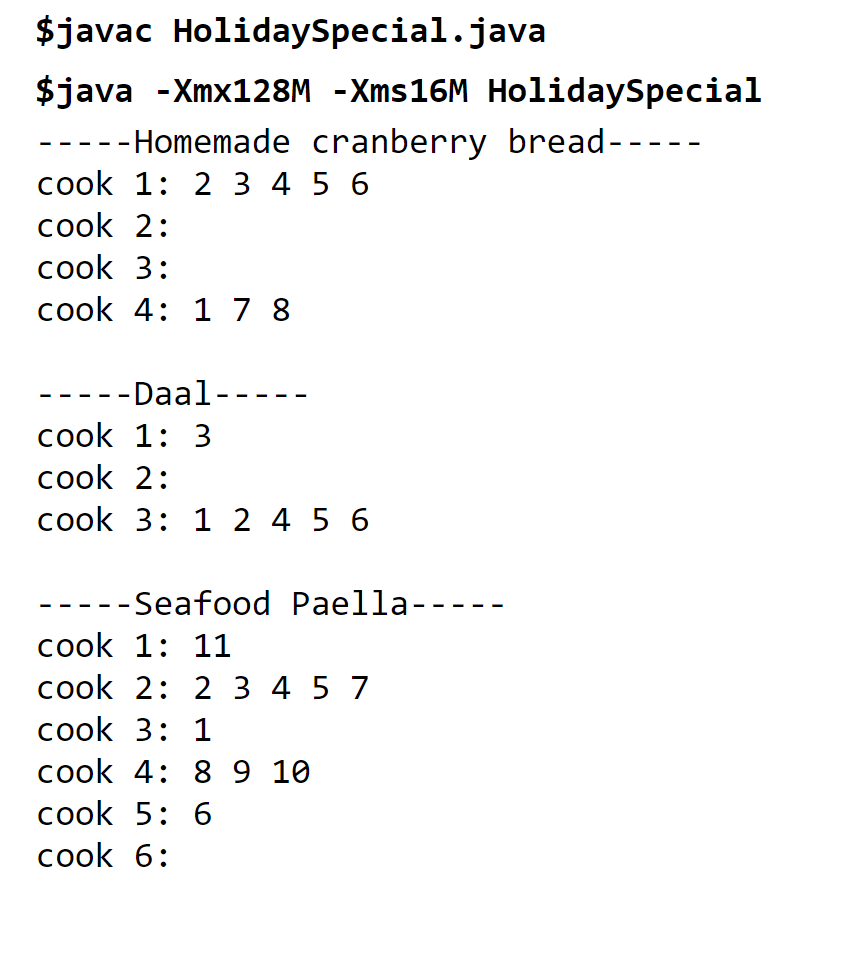 $javac HolidaySpecial.java
$java -Xmx128M -Xms16M HolidaySpecial
-----Homemade cranberry bread-----
cook 1: 2 3 4 5 6
cook 2:
cook 3:
cook 4: 1 7 8
-----Daal-----
cook 1: 3
cook 2:
cook 3: 1 2 4 5 6
-----Seafood Paella-----
cook 1: 11
cook 2: 2 3 4 5 7
cook 3: 1
cook 4: 8 9 10
cook 5: 6
cook 6: